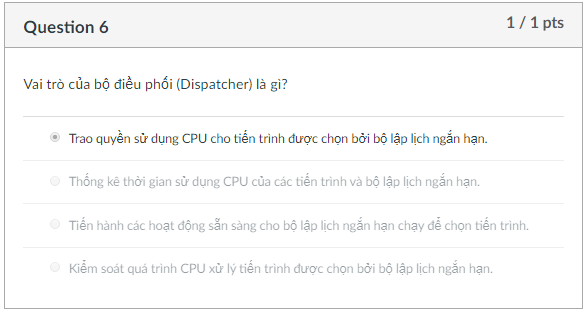 Question 6
1 / 1 pts
Vai trò của bộ điều phối (Dispatcher) là gì?
Trao quyền sử dụng CPU cho tiến trình được chọn bởi bộ lập lịch ngắn hạn.
Thống kê thời gian sử dụng CPU của các tiến trình và bộ lập lịch ngắn hạn.
Tiến hành các hoạt động sẵn sàng cho bộ lập lịch ngắn hạn chạy để chọn tiến trình.
Kiểm soát quá trình CPU xử lý tiến trình được chọn bởi bộ lập lịch ngắn hạn.